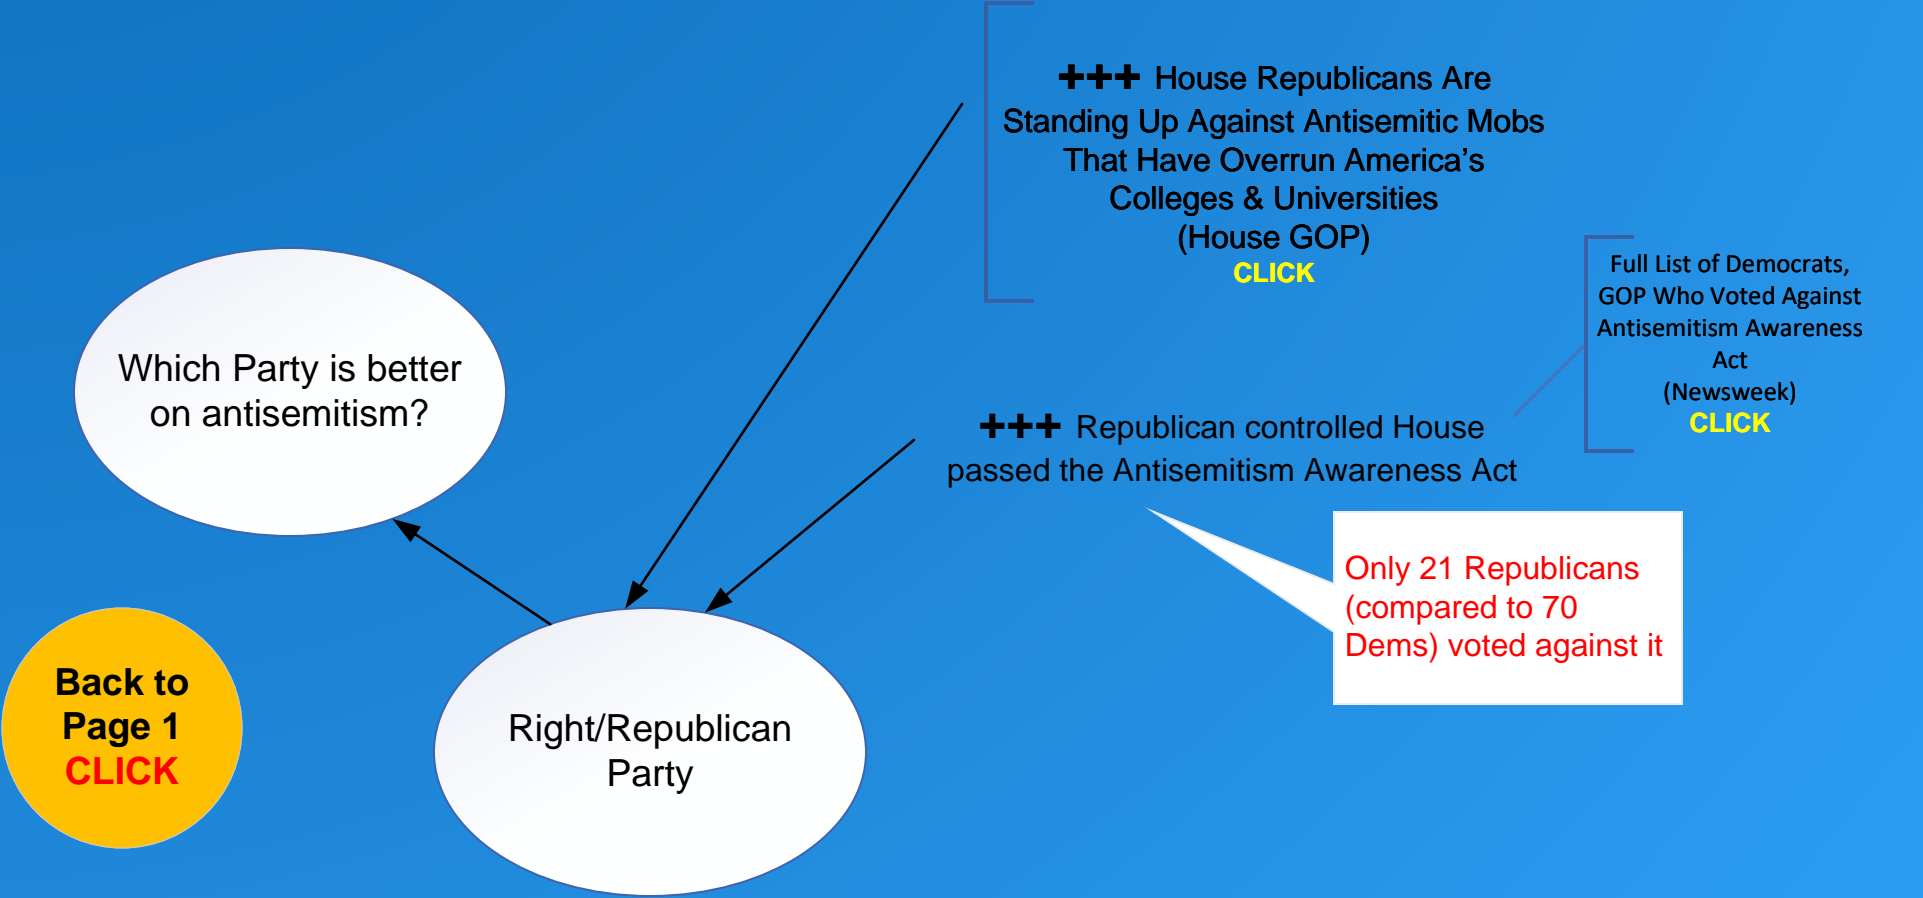 +++ House Republicans Are
Standing Up Against Antisemitic Mobs
That Have Overrun America’s
Colleges & Universities
(House GOP)
CLICK
Full List of Democrats,
GOP Who Voted Against
Antisemitism Awareness
Act
(Newsweek)
CLICK
Which Party is better
on antisemitism?
+++ Republican controlled House
passed the Antisemitism Awareness Act
Only 21 Republicans
(compared to 70
Dems) voted against it
Back to
Page 1
CLICK
Right/Republican
Party